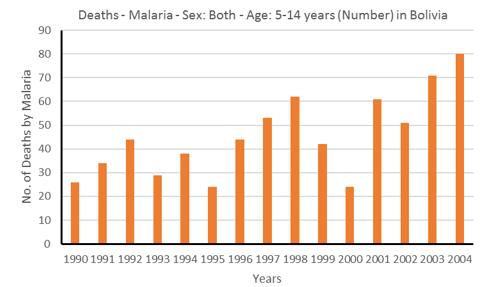 Deaths - Malaria - Sex: Both - Age: 5-14 years (Number) in Bolivia
No. of Deaths by Malaria
90
80
70
60
50
40
30
20
10
0
1990 1991 1992 1993 1994 1995 1996 1997 1998 1999 2000 2001 2002 2003 2004
Years